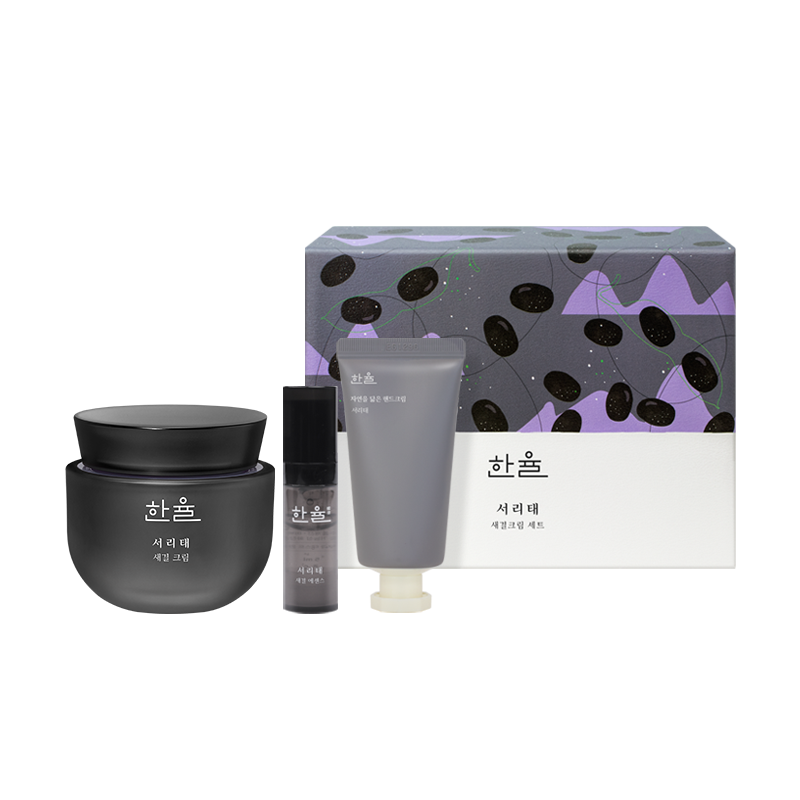 한율
서리태
새결 크림
한율
서리태
새결 에센스
한율
자연을 닮은 핸드크림
서리태
한율
서리태
새결크림 세트